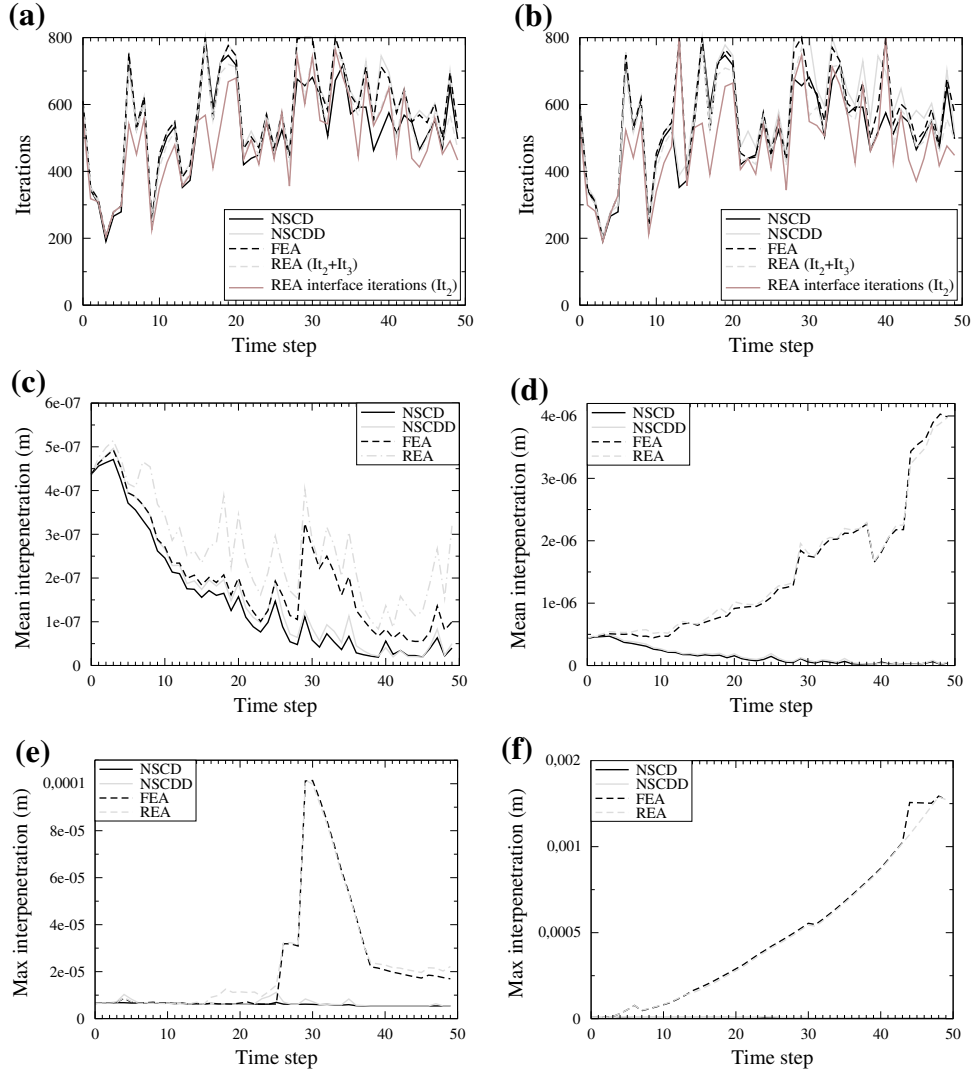 (a)
800
600
400
200
0
Iterations
NSCD
NSCDD
FEA
REA (It2+It3)
REA interface iterations (It2)
0 10 20 30 40 50
Time step
(b)
800
600
400
200
0
Iterations
NSCD
NSCDD
FEA
REA (It2+It3)
REA interface iterations (It2)
0 10 20 30 40 50
Time step
(c)
6e-07
5e-07
4e-07
3e-07
2e-07
1e-07
0
Mean interpenetration (m)
NSCD
NSCDD
FEA
REA
0 10 20 30 40 50
Time step
(d)
4e-06
3e-06
2e-06
1e-06
0
Mean interpenetration (m)
NSCD
NSCDD
FEA
REA
0 10 20 30 40 50
Time step
(e)
0,0001
8e-05
6e-05
4e-05
2e-05
0
Max interpenetration (m)
NSCD
NSCDD
FEA
REA
0 10 20 30 40 50
Time step
(f)
0,002
0,001
0,0005
0
Max interpenetration (m)
NSCD
NSCDD
FEA
REA
0 10 20 30 40 50
Time step